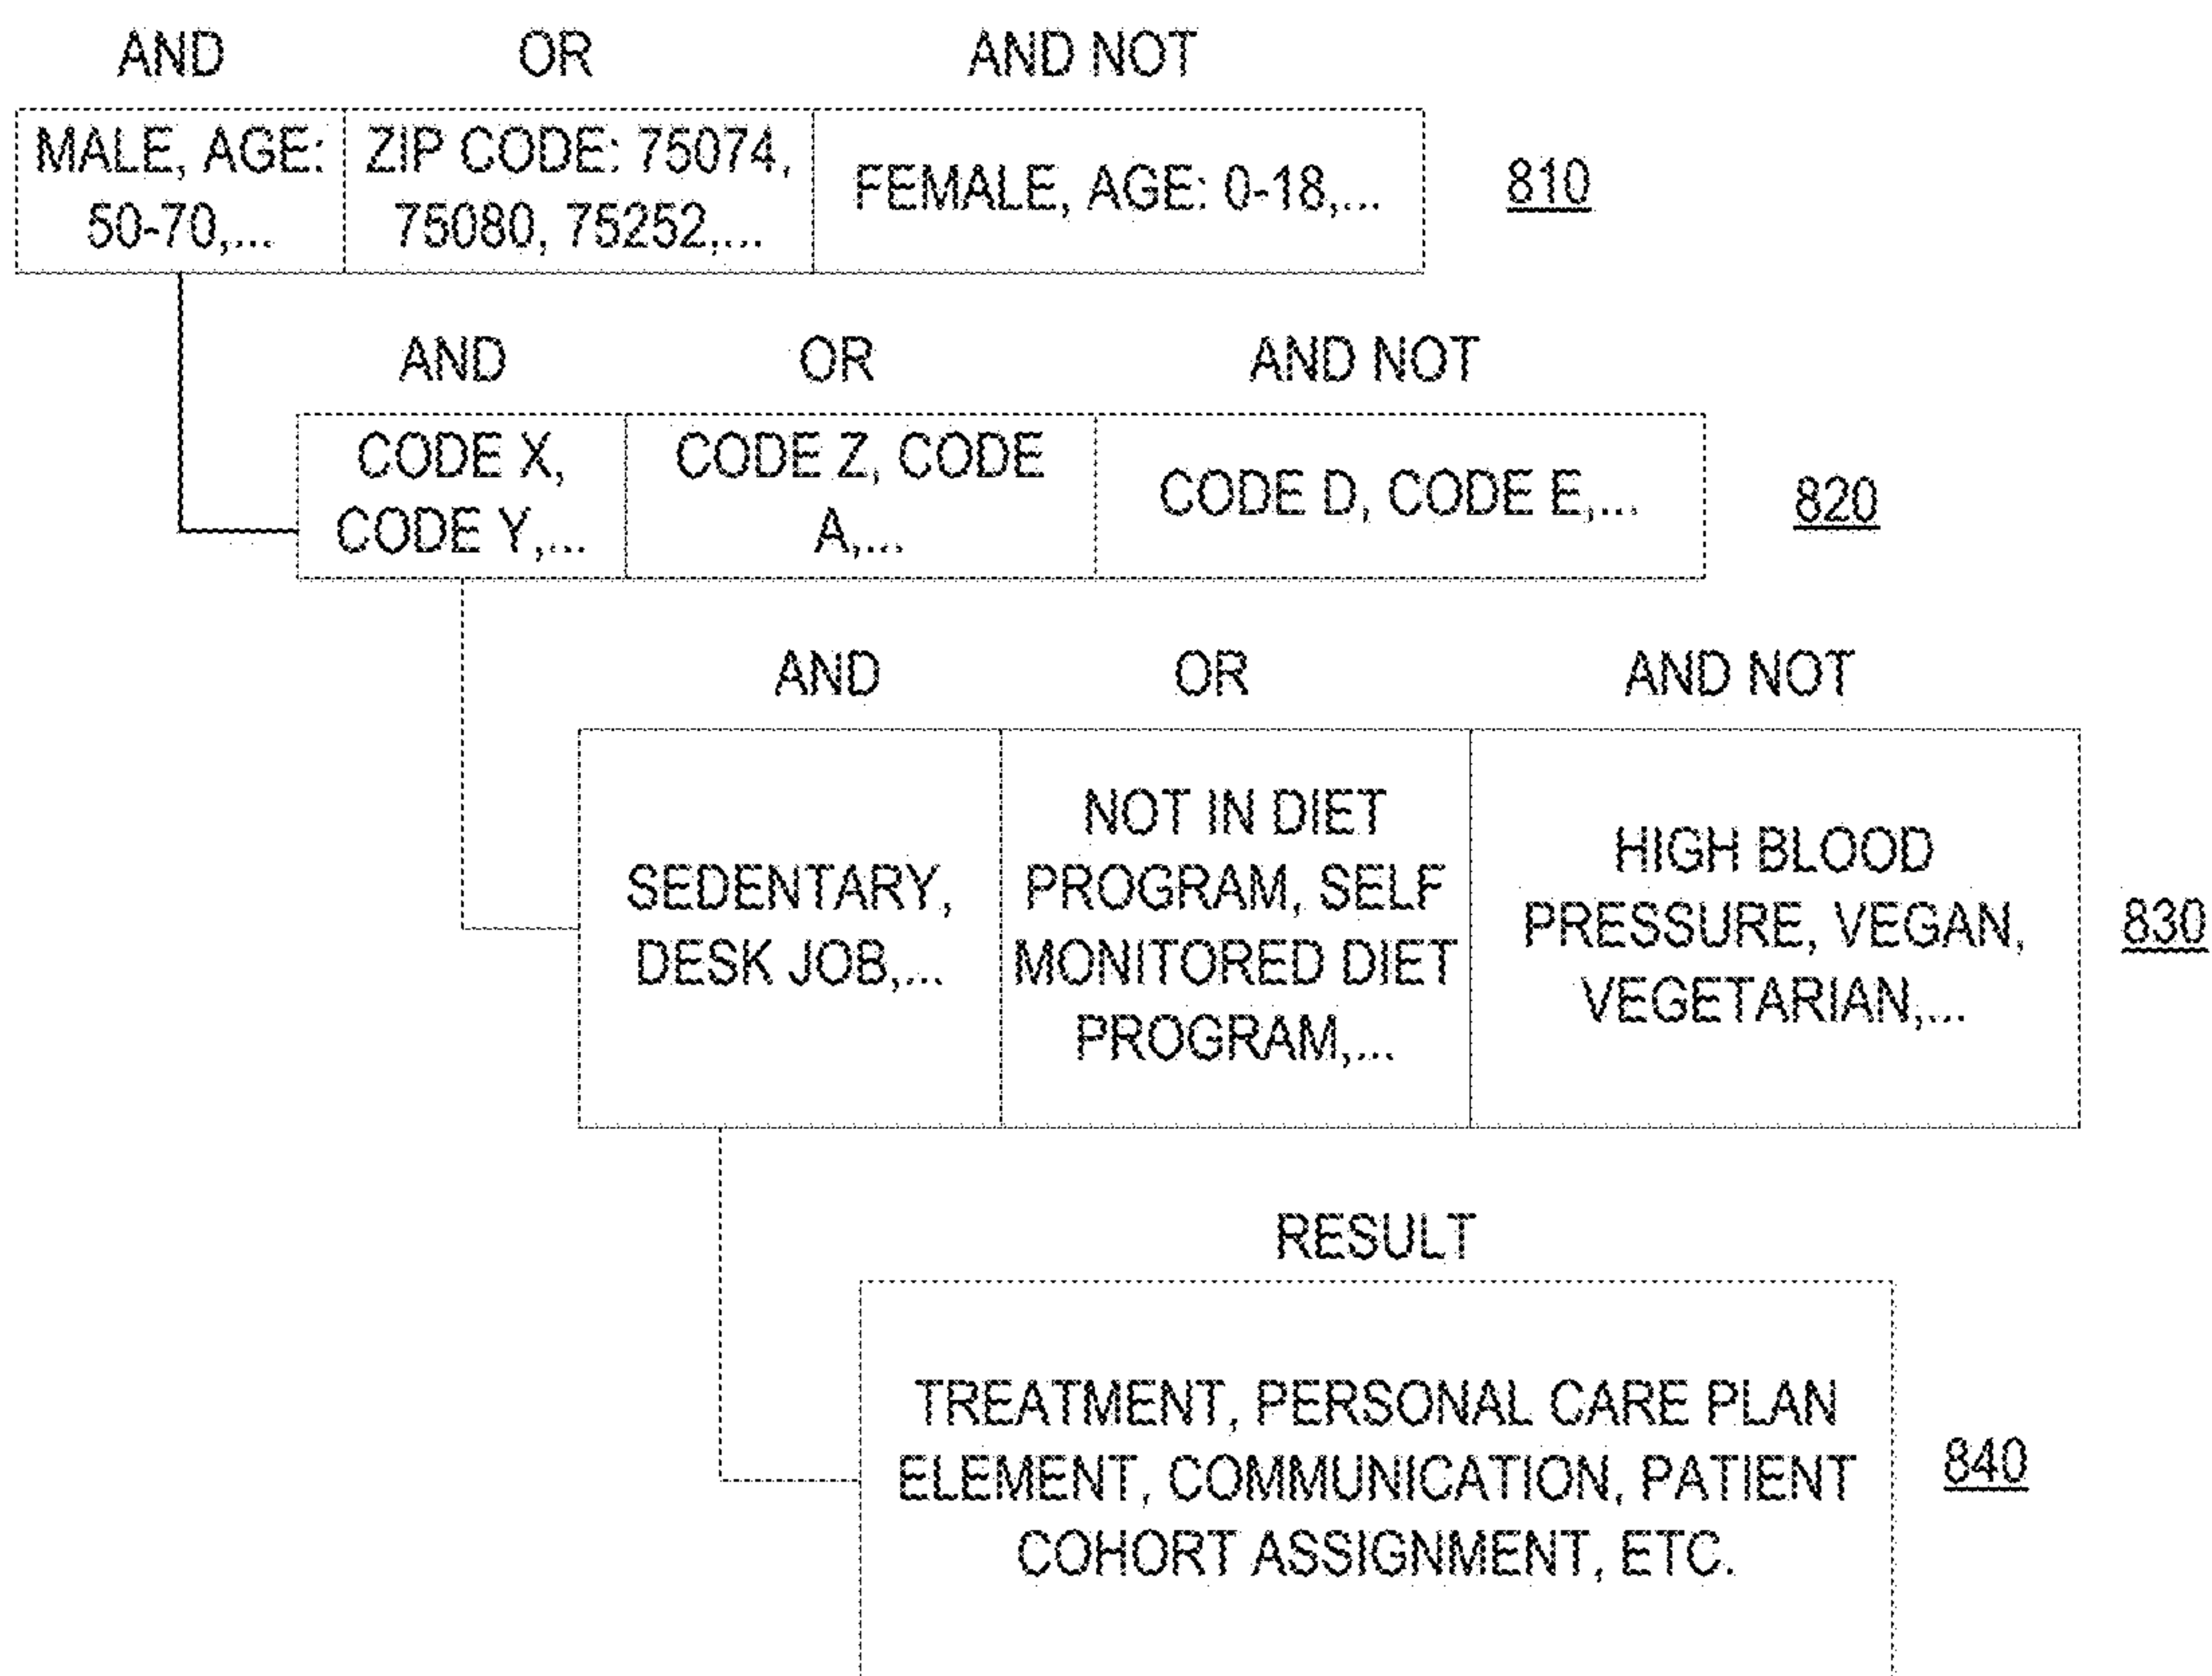 AND OR AND NOT
MALE, AGE:
50-70,...
ZIP CODE: 75074,
75080, 75252,...
FEMALE, AGE: 0-18,...
810
AND OR AND NOT
CODE X,
CODE Y,...
CODE Z, CODE
A,...
CODE D, CODE E,...
820
AND OR AND NOT
SEDENTARY,
DESK JOB,...
NOT IN DIET
PROGRAM, SELF
MONITORED DIET
PROGRAM,...
HIGH BLOOD
PRESSURE, VEGAN,
VEGETARIAN,...
830
RESULT
TREATMENT, PERSONAL CARE PLAN
ELEMENT, COMMUNICATION, PATIENT
COHORT ASSIGNMENT, ETC.
840